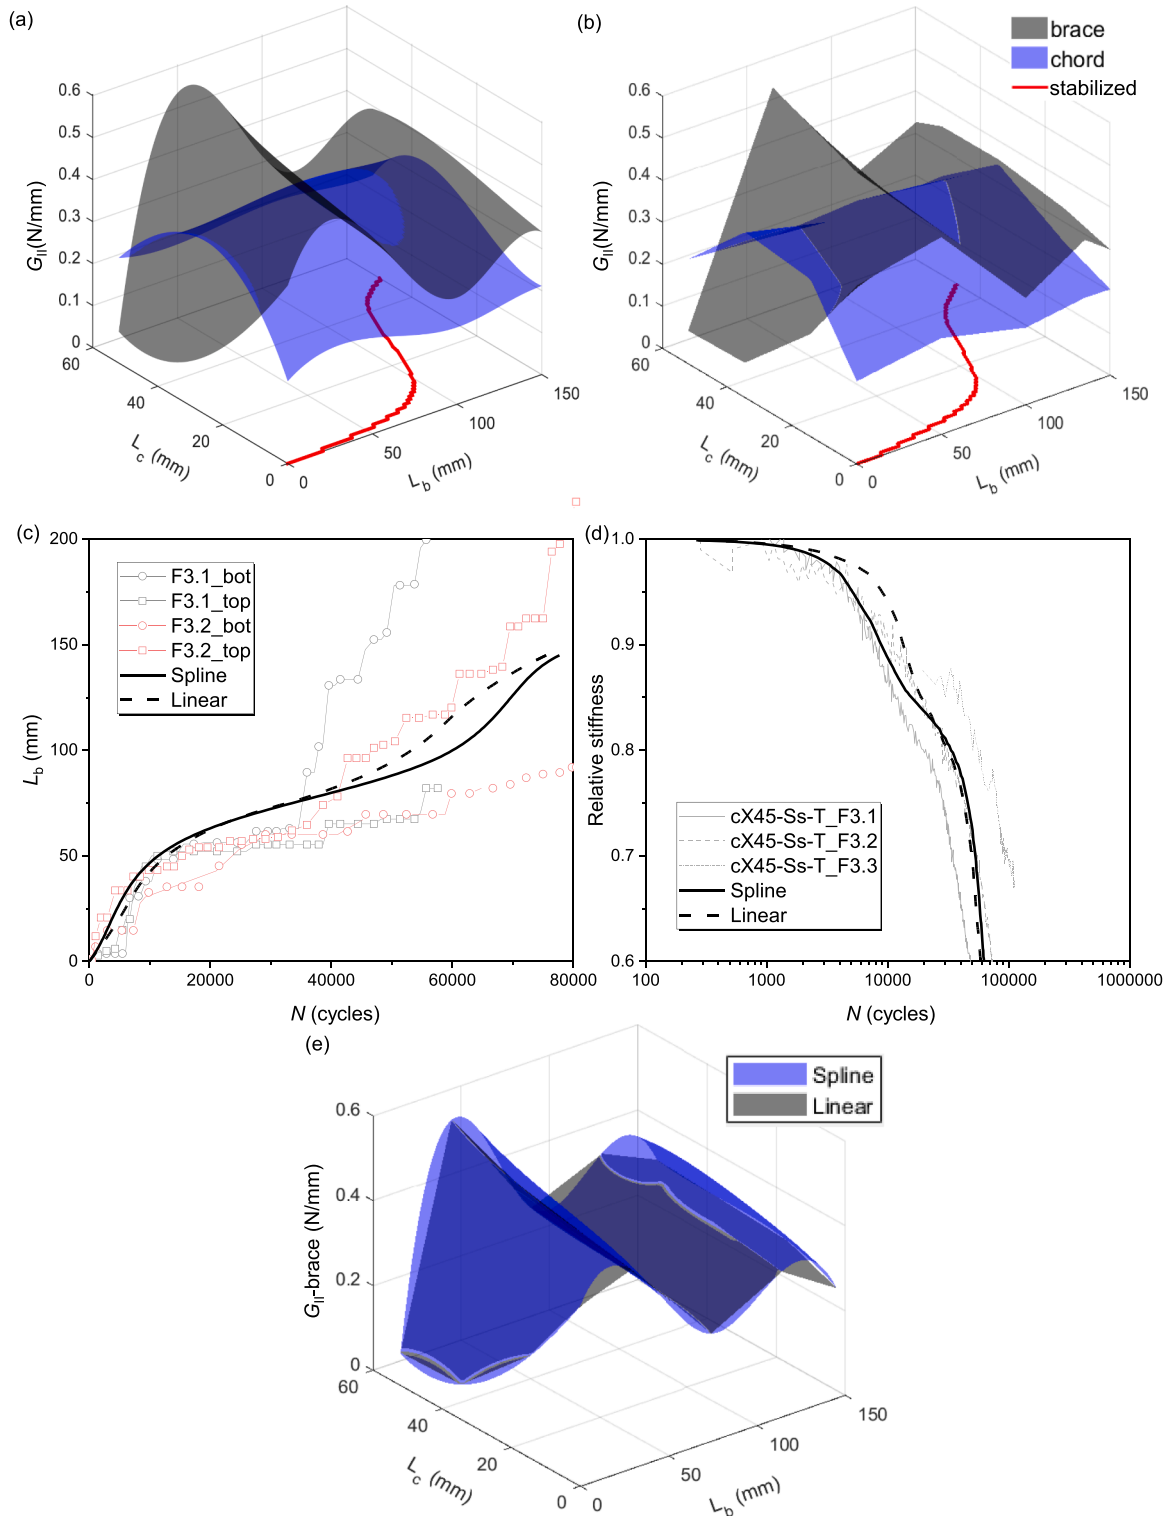 (a)
(b)
brace
chord
stabilized
G_II(N/mm)
0.6
0.5
0.4
0.3
0.2
0.1
0
60
40
20
0
L_c (mm)
0
50
100
150
L_b (mm)
G_II(N/mm)
0.6
0.5
0.4
0.3
0.2
0.1
0
60
40
20
0
L_c (mm)
0
50
100
150
L_b (mm)
(c)
200
150
100
50
0
L_b (mm)
F3.1_bot
F3.1_top
F3.2_bot
F3.2_top
Spline
Linear
0
20000
40000
60000
80000
N (cycles)
(d)
1.0
0.9
0.8
0.7
0.6
Relative stiffness
cX45-Ss-T_F3.1
cX45-Ss-T_F3.2
cX45-Ss-T_F3.3
Spline
Linear
100
1000
10000
100000
1000000
N (cycles)
(e)
Spline
Linear
G_II-brace (N/mm)
0.6
0.4
0.2
0
60
40
20
0
L_c (mm)
0
50
100
150
L_b (mm)